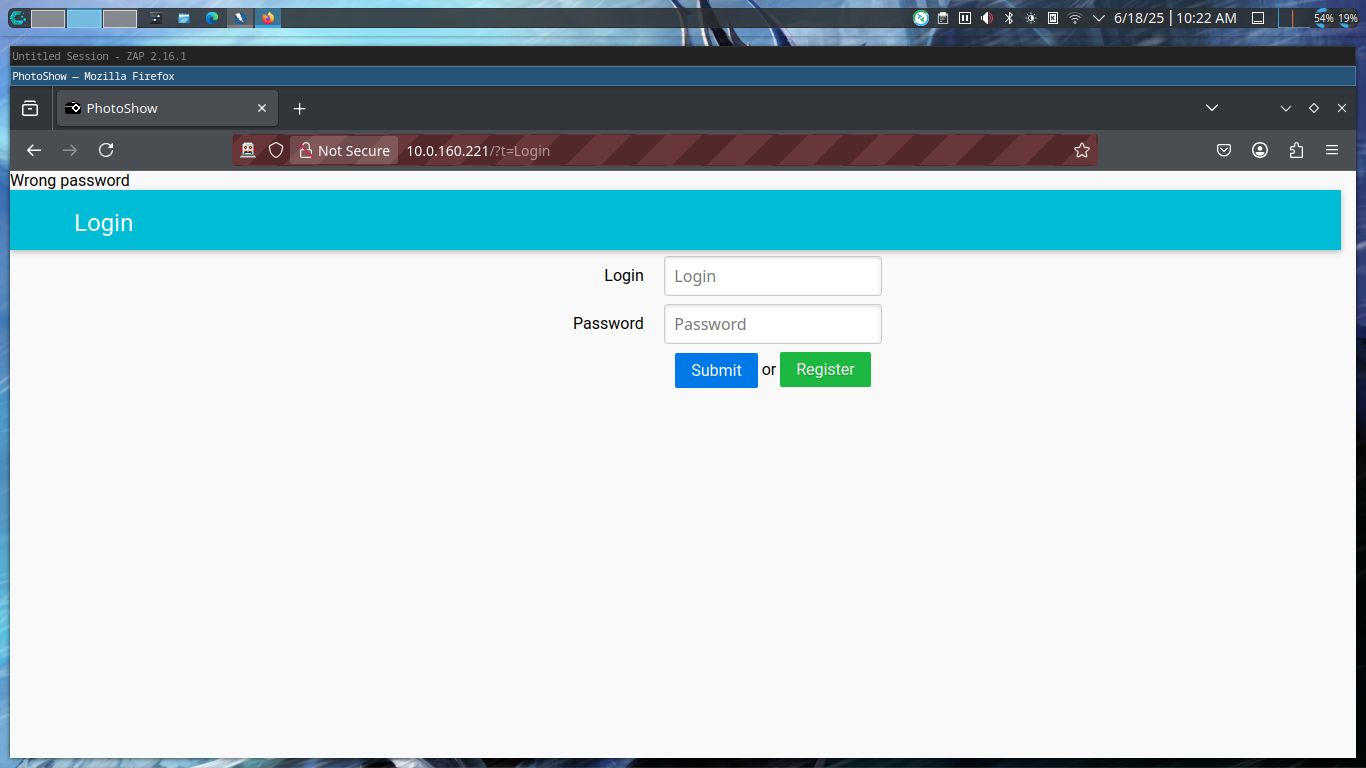 6/18/25 10:22 AM 54% 19%
Untitled Session - ZAP 2.16.1
PhotoShow — Mozilla Firefox
PhotoShow
Not Secure 10.0.160.221/?t=Login
Wrong password
Login
Login Login
Password Password
Submit or Register